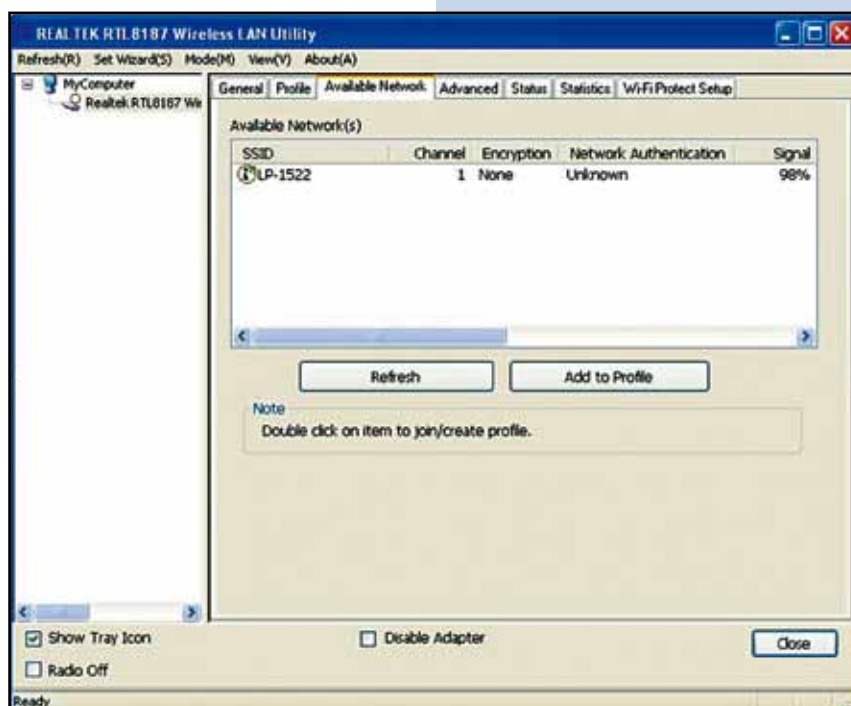 REALTEK RTL8187 Wireless LAN Utility
Refresh(R) Set Wizard(S) Mode(M) View(V) About(A)
MyComputer
Realtek RTL8187 Wir
General Profile Available Network Advanced Status Statistics Wi-Fi Protect Setup
Available Network(s)
SSID Channel Encryption Network Authentication Signal
LP-1522 1 None Unknown 98%
Refresh Add to Profile
Note
Double click on item to join/create profile.
Show Tray Icon Disable Adapter Close
Radio Off
Ready